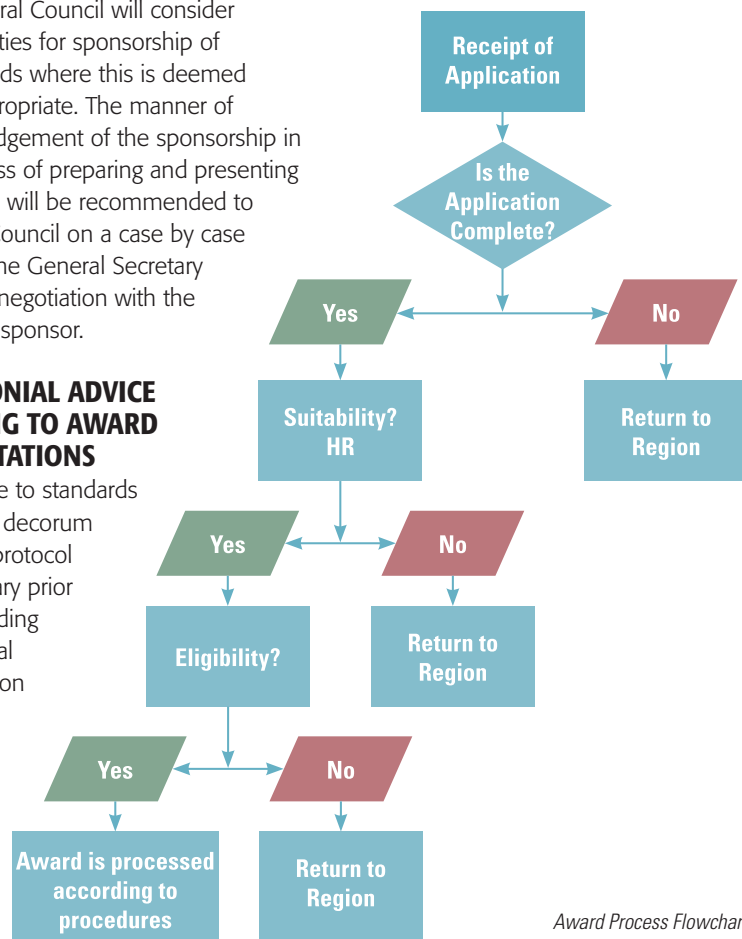 ral Council will consider
ties for sponsorship of
ds where this is deemed
ropriate. The manner of
dgement of the sponsorship in
ss of preparing and presenting
will be recommended to
ouncil on a case by case
he General Secretary
negotiation with the
sponsor.
ONIAL ADVICE
G TO AWARD
TATIONS
e to standards
decorum
protocol
ary prior
ding
al
on
Receipt of
Application
Is the
Application
Complete?
Yes
No
Suitability?
HR
Return to
Region
Yes
No
Eligibility?
Return to
Region
Yes
No
Award is processed
according to
procedures
Return to
Region
Award Process Flowchar